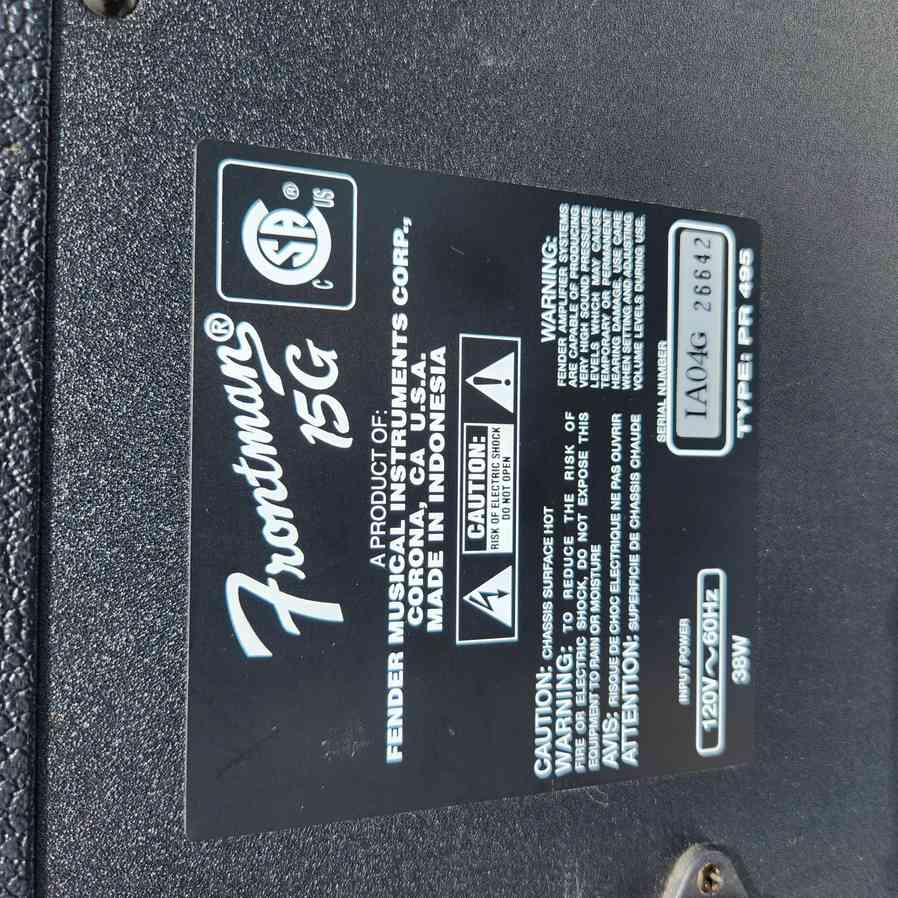 Frontman®
15G
C SA ® US
A PRODUCT OF:
FENDER MUSICAL INSTRUMENTS CORP.,
CORONA, CA U.S.A.
MADE IN INDONESIA
CAUTION:
RISK OF ELECTRIC SHOCK
DO NOT OPEN
CAUTION: CHASSIS SURFACE HOT
WARNING: TO REDUCE THE RISK OF
FIRE OR ELECTRIC SHOCK, DO NOT EXPOSE THIS
EQUIPMENT TO RAIN OR MOISTURE
AVIS: RISQUE DE CHOC ELECTRIQUE NE PAS OUVRIR
ATTENTION: SUPERFICIE DE CHASSIS CHAUDE
WARNING:
FENDER AMPLIFIER SYSTEMS
ARE CAPABLE OF PRODUCING
VERY HIGH SOUND PRESSURE
LEVELS WHICH MAY CAUSE
TEMPORARY OR PERMANENT
HEARING DAMAGE. USE CARE
WHEN SETTING AND ADJUSTING
VOLUME LEVELS DURING USE.
INPUT POWER
120V~60Hz
38W
SERIAL NUMBER
IA04G 26642
TYPE: PR 495